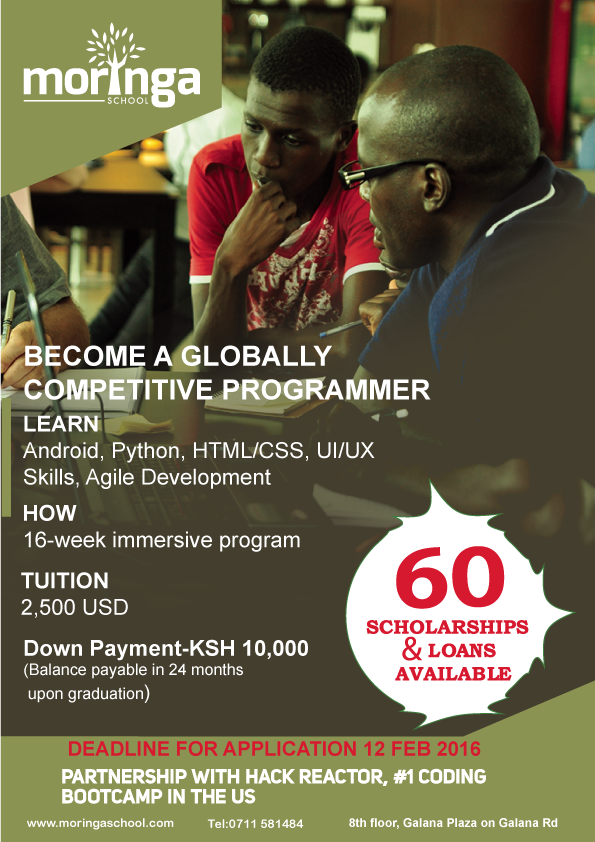 moringa
SCHOOL
BECOME A GLOBALLY
COMPETITIVE PROGRAMMER
LEARN
Android, Python, HTML/CSS, UI/UX
Skills, Agile Development
HOW
16-week immersive program
TUITION
2,500 USD
Down Payment-KSH 10,000
(Balance payable in 24 months
upon graduation)
60
SCHOLARSHIPS
& LOANS
AVAILABLE
DEADLINE FOR APPLICATION 12 FEB 2016
PARTNERSHIP WITH HACK REACTOR, #1 CODING
BOOTCAMP IN THE US
www.moringaschool.com Tel:0711 581484 8th floor, Galana Plaza on Galana Rd